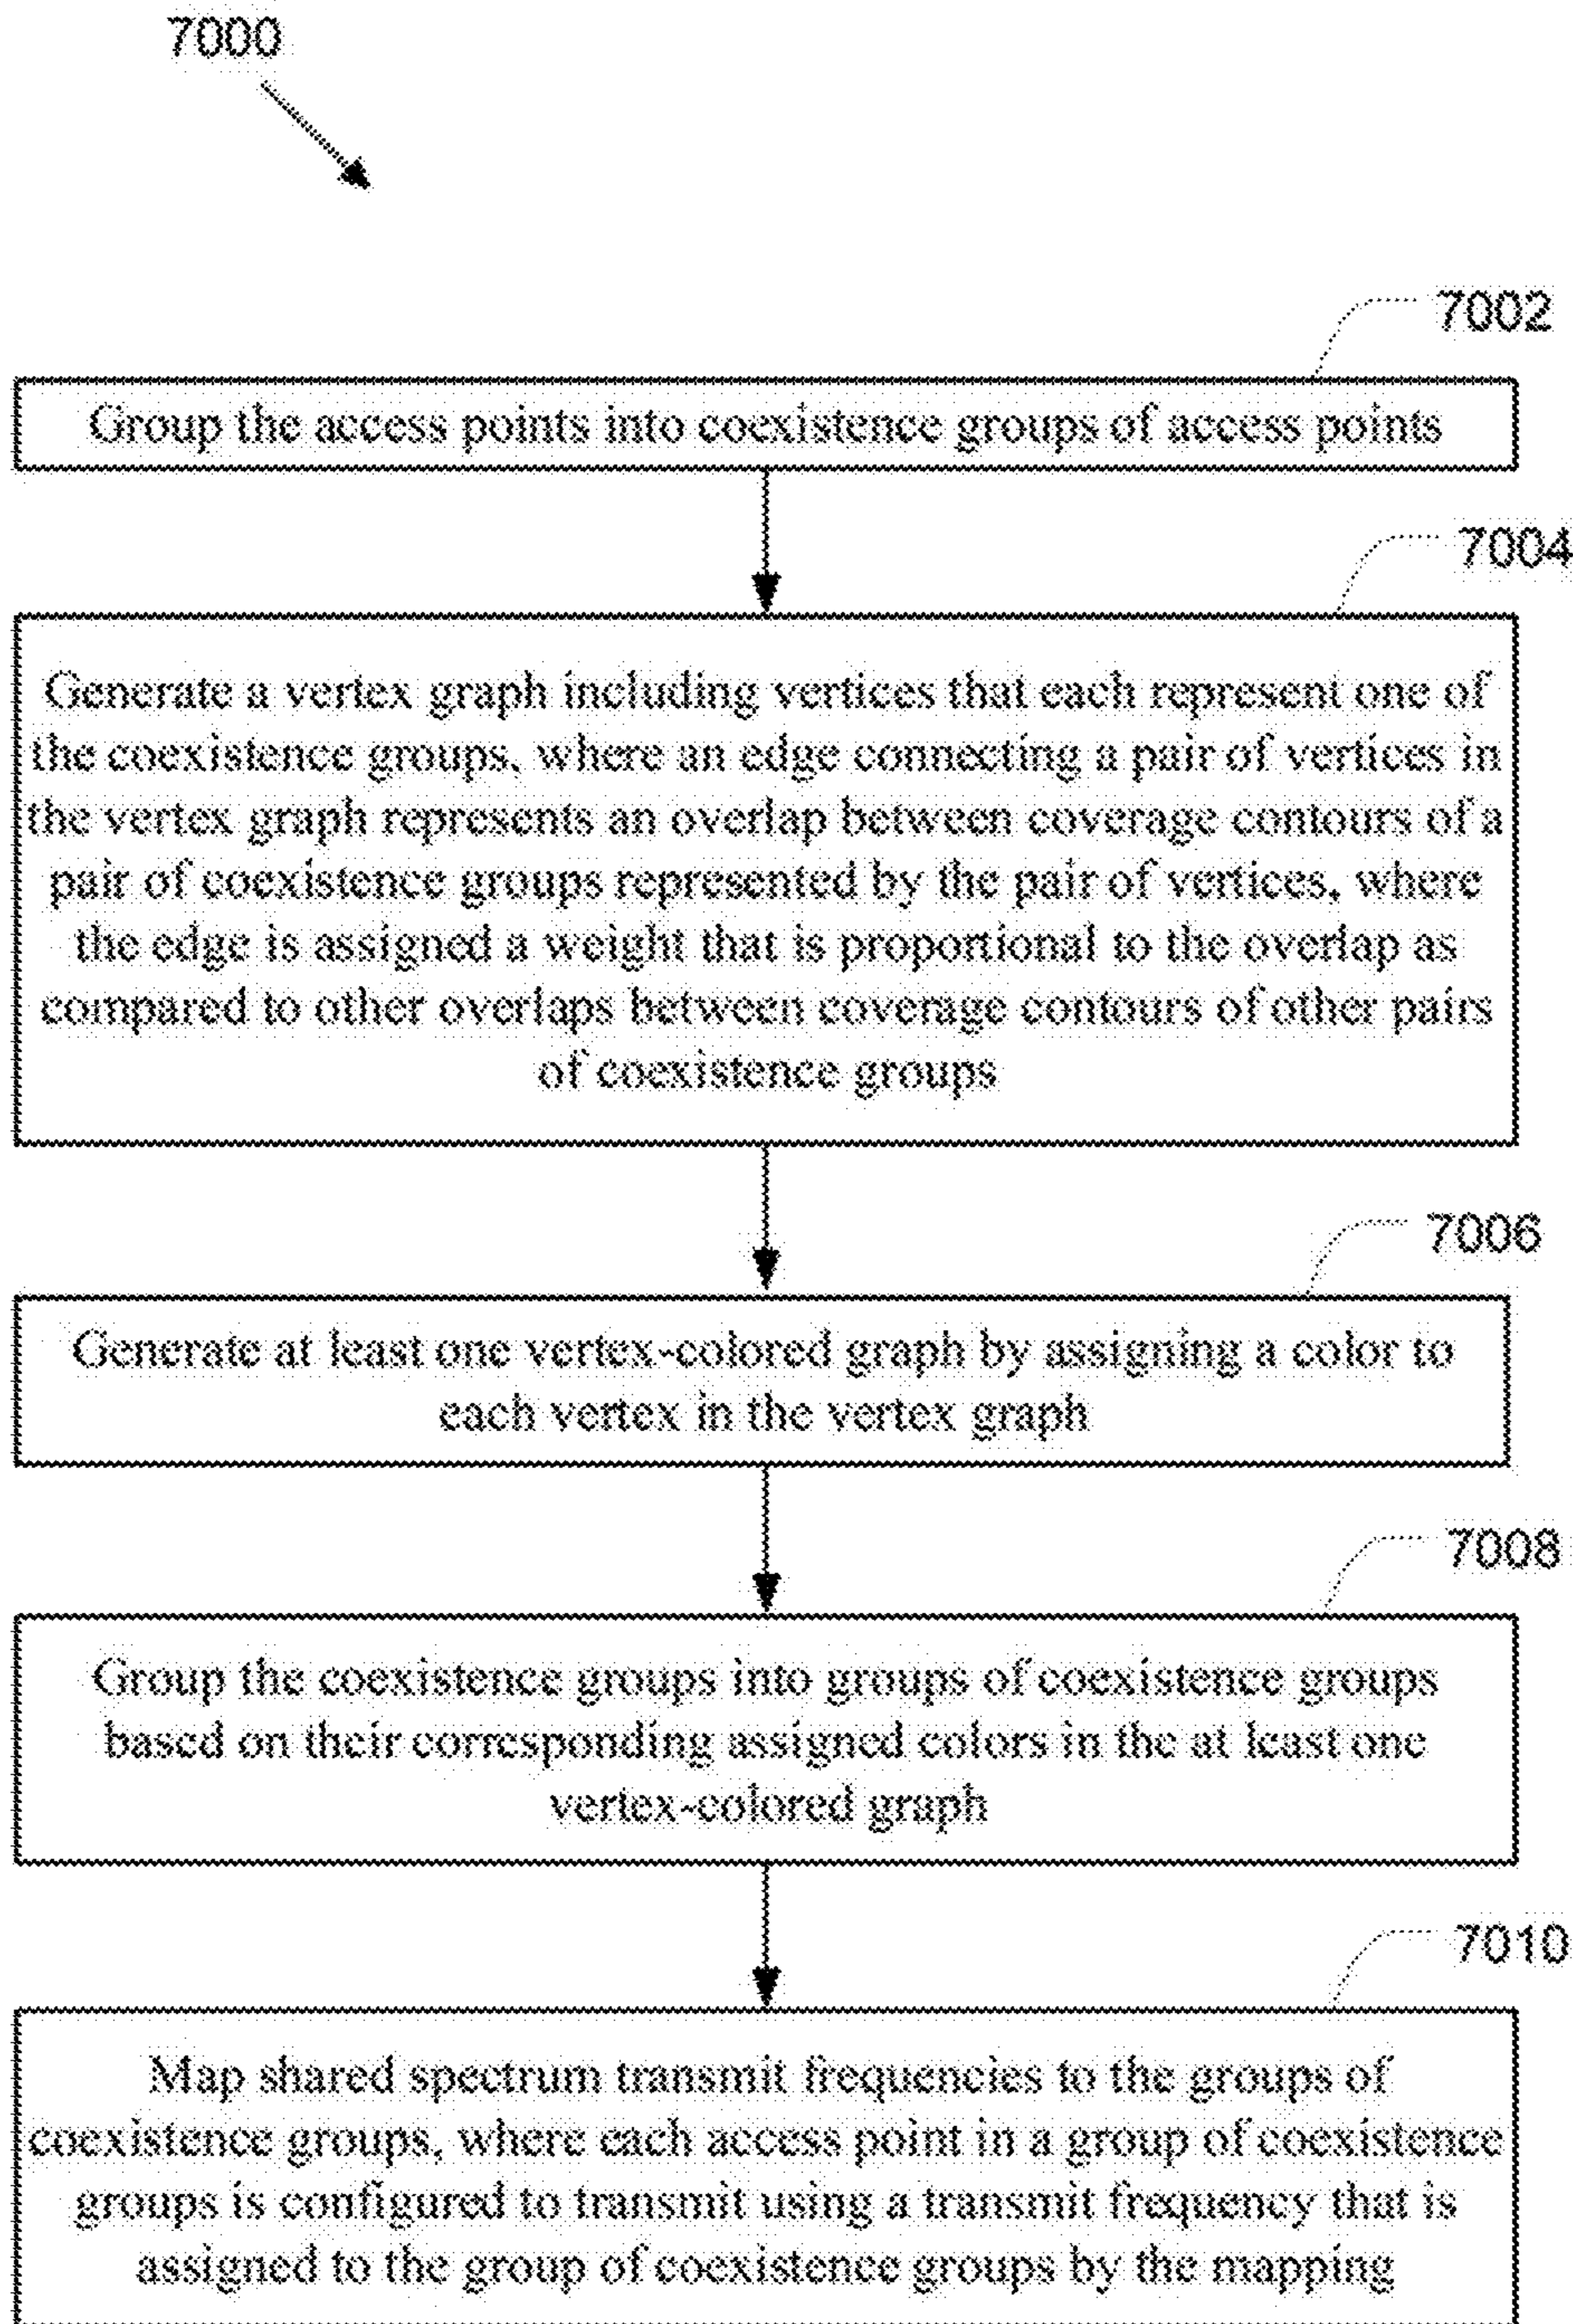 7000
7002
Group the access points into coexistence groups of access points
7004
Generate a vertex graph including vertices that each represent one of
the coexistence groups, where an edge connecting a pair of vertices in
the vertex graph represents an overlap between coverage contours of a
pair of coexistence groups represented by the pair of vertices, where
the edge is assigned a weight that is proportional to the overlap as
compared to other overlaps between coverage contours of other pairs
of coexistence groups
7006
Generate at least one vertex-colored graph by assigning a color to
each vertex in the vertex graph
7008
Group the coexistence groups into groups of coexistence groups
based on their corresponding assigned colors in the at least one
vertex-colored graph
7010
Map shared spectrum transmit frequencies to the groups of
coexistence groups, where each access point in a group of coexistence
groups is configured to transmit using a transmit frequency that is
assigned to the group of coexistence groups by the mapping